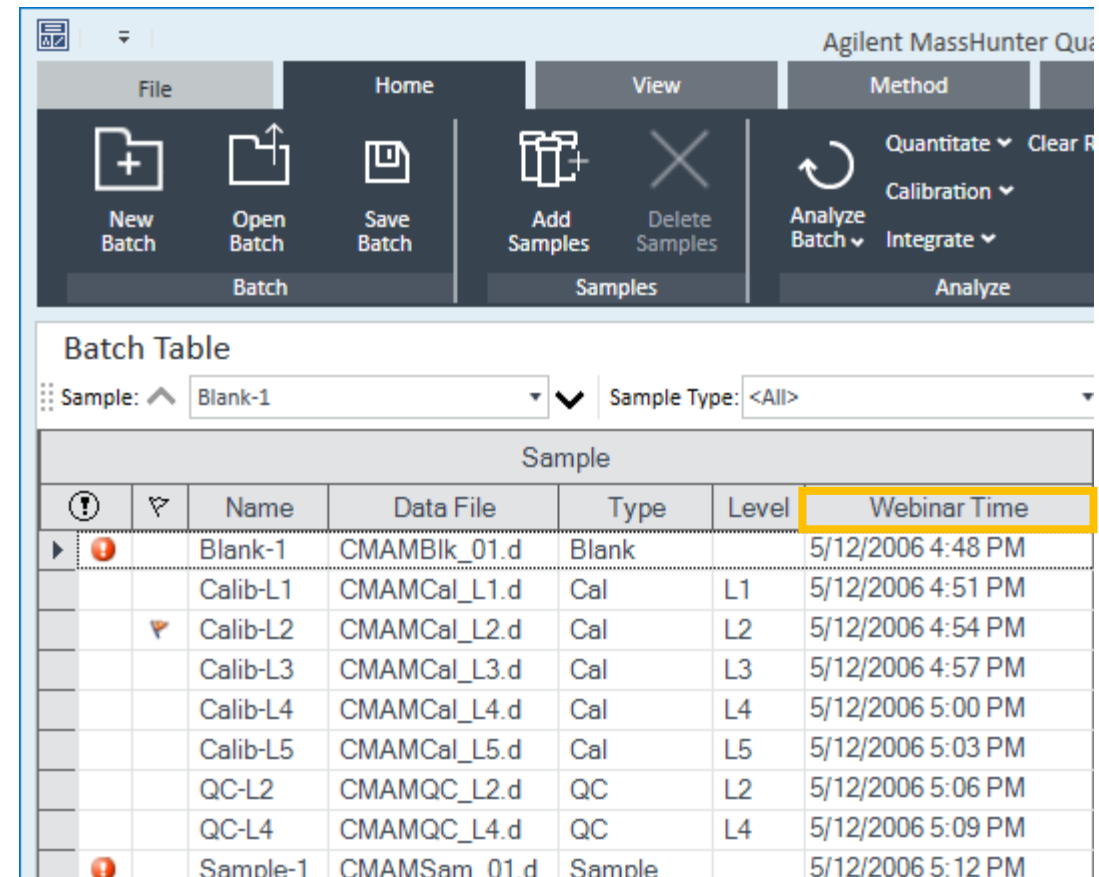 Agilent MassHunter Qua
File Home View Method
New Batch
Open Batch
Save Batch
Add Samples
Delete Samples
Analyze Batch
Quantitate Clear R
Calibration
Integrate
Batch Samples Analyze
Batch Table
Sample: Blank-1 Sample Type: <All>
Sample
Name Data File Type Level Webinar Time
Blank-1 CMAMBlk_01.d Blank 5/12/2006 4:48 PM
Calib-L1 CMAMCal_L1.d Cal L1 5/12/2006 4:51 PM
Calib-L2 CMAMCal_L2.d Cal L2 5/12/2006 4:54 PM
Calib-L3 CMAMCal_L3.d Cal L3 5/12/2006 4:57 PM
Calib-L4 CMAMCal_L4.d Cal L4 5/12/2006 5:00 PM
Calib-L5 CMAMCal_L5.d Cal L5 5/12/2006 5:03 PM
QC-L2 CMAMQC_L2.d QC L2 5/12/2006 5:06 PM
QC-L4 CMAMQC_L4.d QC L4 5/12/2006 5:09 PM
Sample-1 CMAMSam_01.d Sample 5/12/2006 5:12 PM